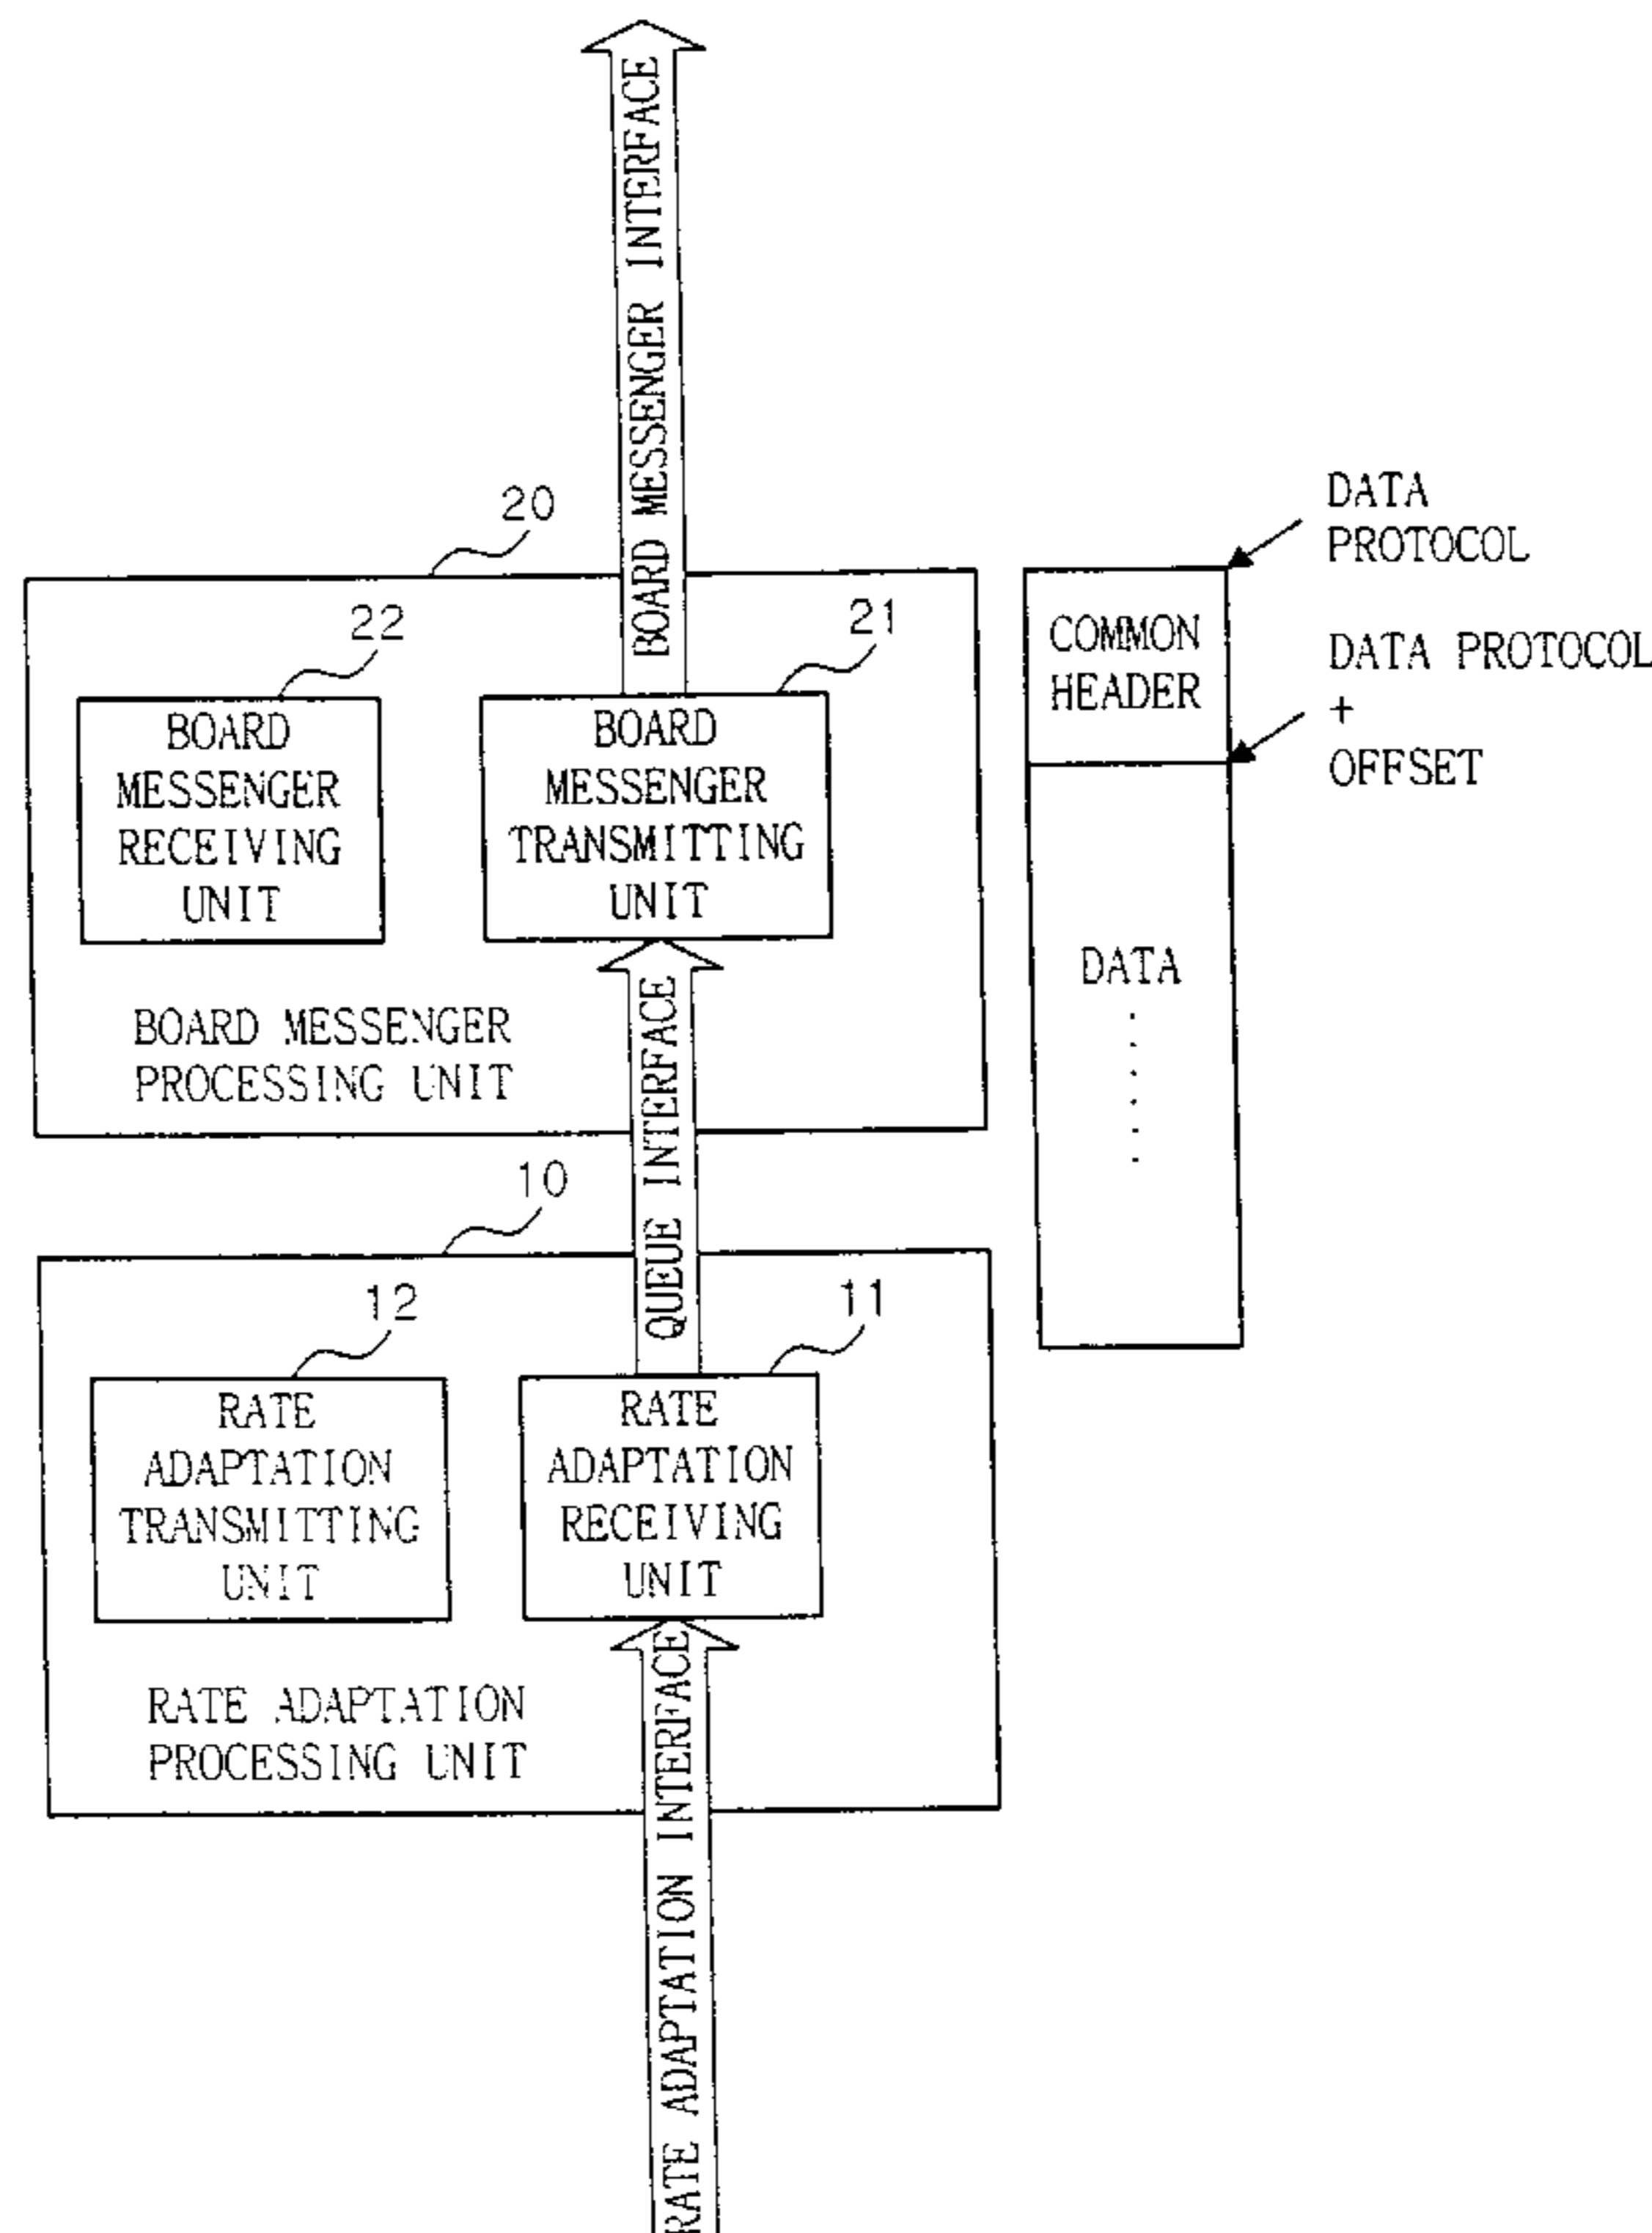 BOARD MESSENGER INTERFACE
20
22
BOARD
MESSENGER
RECEIVING
UNIT
21
BOARD
MESSENGER
TRANSMITTING
UNIT
BOARD MESSENGER
PROCESSING UNIT
QUEUE INTERFACE
DATA
PROTOCOL
COMMON
HEADER
DATA PROTOCOL
+
OFFSET
DATA
10
12
RATE
ADAPTATION
TRANSMITTING
UNIT
11
RATE
ADAPTATION
RECEIVING
UNIT
RATE ADAPTATION
PROCESSING UNIT
RATE ADAPTATION INTERFACE